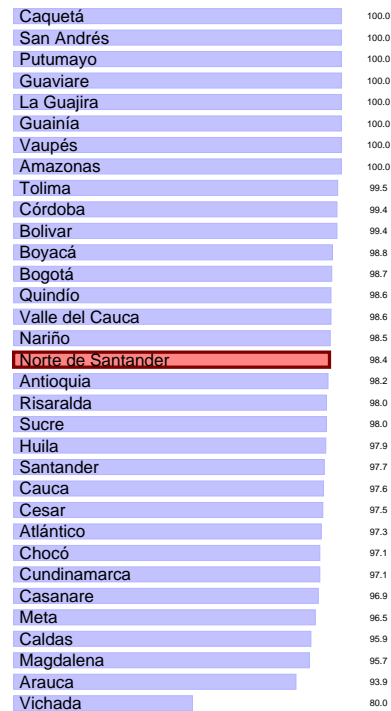 Caquetá 100.0
San Andrés 100.0
Putumayo 100.0
Guaviare 100.0
La Guajira 100.0
Guainía 100.0
Vaupés 100.0
Amazonas 100.0
Tolima 99.5
Córdoba 99.4
Bolivar 99.4
Boyacá 98.8
Bogotá 98.7
Quindío 98.6
Valle del Cauca 98.6
Nariño 98.5
Norte de Santander 98.4
Antioquia 98.2
Risaralda 98.0
Sucre 98.0
Huila 97.9
Santander 97.7
Cauca 97.6
Cesar 97.5
Atlántico 97.3
Chocó 97.1
Cundinamarca 97.1
Casanare 96.9
Meta 96.5
Caldas 95.9
Magdalena 95.7
Arauca 93.9
Vichada 80.0